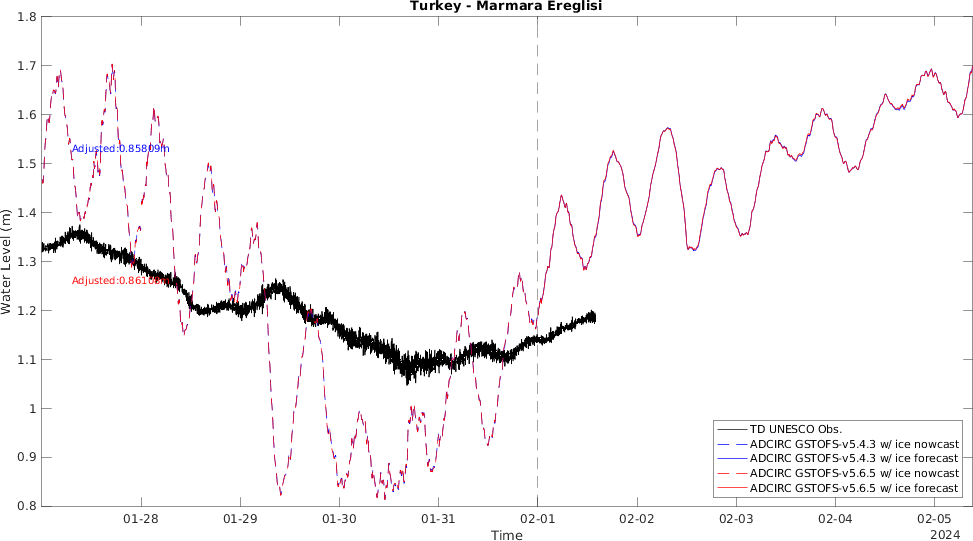 Turkey - Marmara Ereglisi
1.8
1.7
1.6
1.5
1.4
1.3
1.2
1.1
1
0.9
0.8
Water Level (m)
Adjusted:0.85809m
01-28
01-29
01-30
01-31
02-01
02-02
02-03
02-04
02-05
2024
Time
TD UNESCO Obs.
ADCIRC GSTOFS-v5.4.3 w/ ice nowcast
ADCIRC GSTOFS-v5.4.3 w/ ice forecast
ADCIRC GSTOFS-v5.6.5 w/ ice nowcast
ADCIRC GSTOFS-v5.6.5 w/ ice forecast